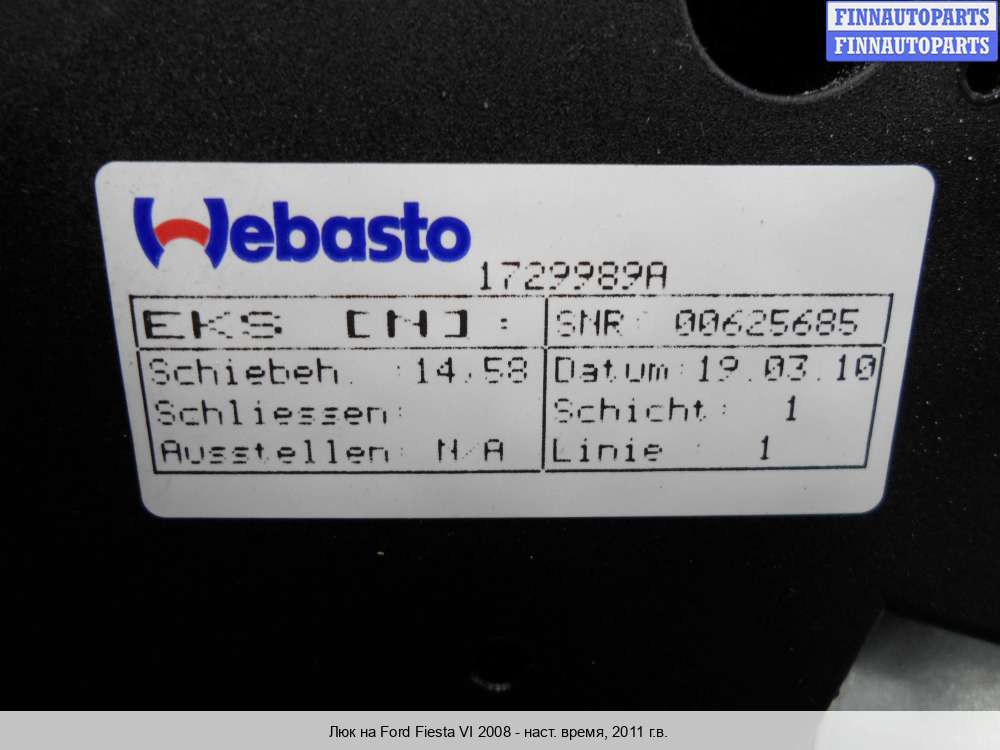 FINNAUTOPARTS
FINNAUTOPARTS
Webasto
1729989A
EKS [N] :
SNR: 00625685
Schiebeh. :14,58
Datum:19.03.10
Schliessen:
Schicht: 1
Ausstellen: N/A
Linie : 1
Люк на Ford Fiesta VI 2008 - наст. время, 2011 г.в.